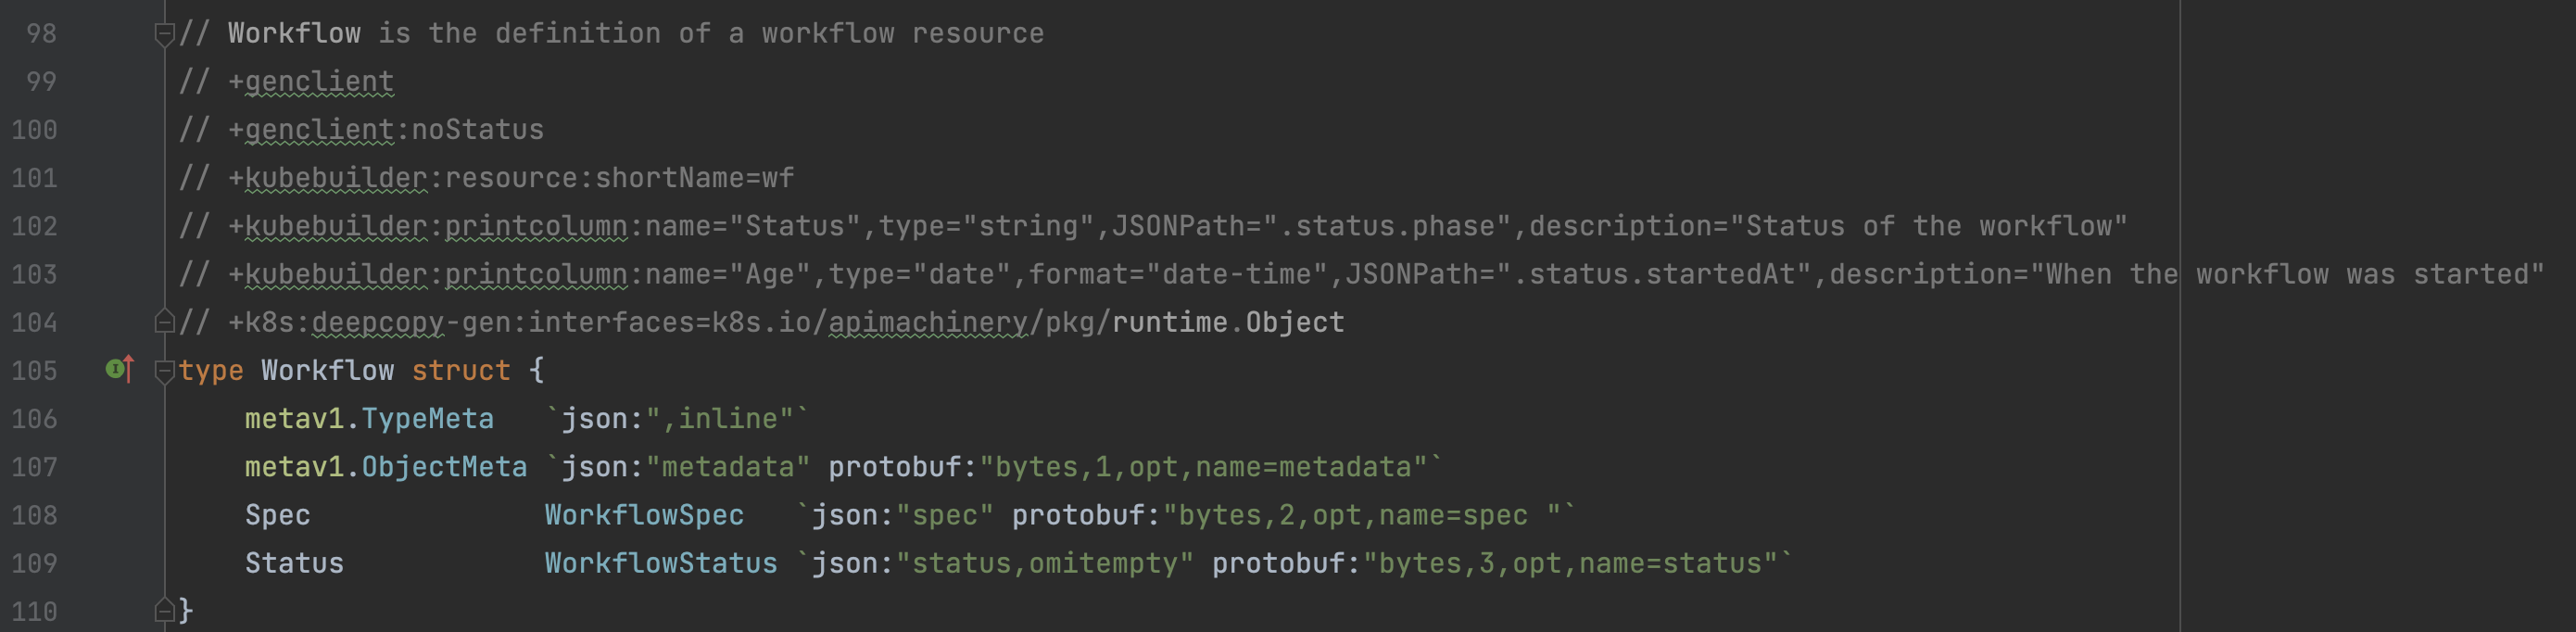 98 // Workflow is the definition of a workflow resource
99 // +genclient
100 // +genclient:noStatus
101 // +kubebuilder:resource:shortName=wf
102 // +kubebuilder:printcolumn:name="Status",type="string",JSONPath=".status.phase",description="Status of the workflow"
103 // +kubebuilder:printcolumn:name="Age",type="date",format="date-time",JSONPath=".status.startedAt",description="When the workflow was started"
104 // +k8s:deepcopy-gen:interfaces=k8s.io/apimachinery/pkg/runtime.Object
105 I type Workflow struct {
106     metav1.TypeMeta   `json:",inline"`
107     metav1.ObjectMeta `json:"metadata" protobuf:"bytes,1,opt,name=metadata"`
108     Spec              WorkflowSpec   `json:"spec" protobuf:"bytes,2,opt,name=spec "`
109     Status            WorkflowStatus `json:"status,omitempty" protobuf:"bytes,3,opt,name=status"`
110 }